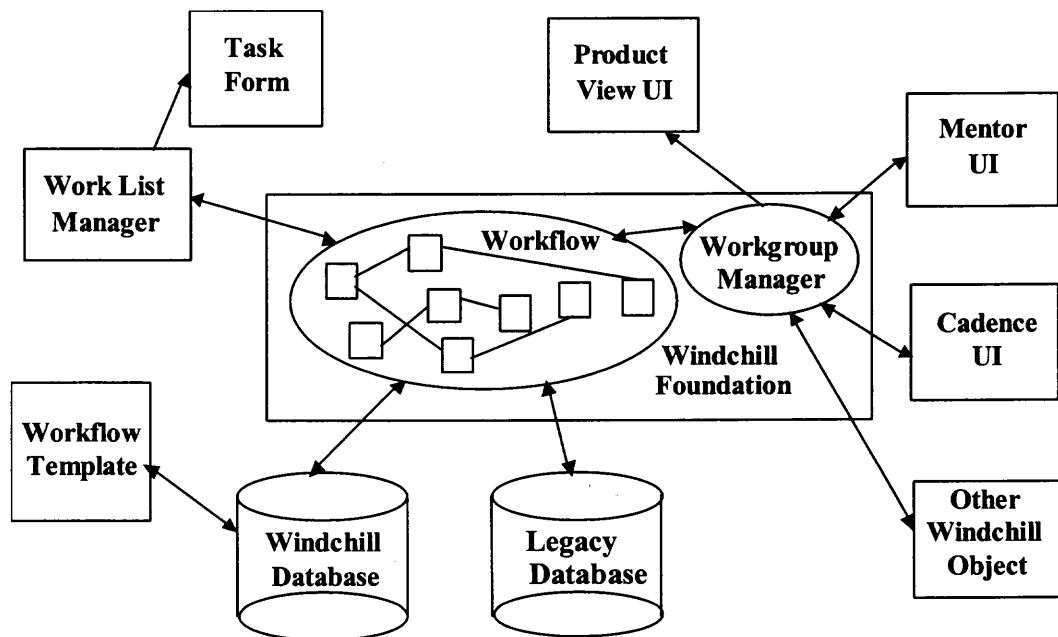 Task
Form
Product
View UI
Mentor
UI
Work List
Manager
Workflow
Workgroup
Manager
Cadence
UI
Windchill
Foundation
Workflow
Template
Windchill
Database
Legacy
Database
Other
Windchill
Object